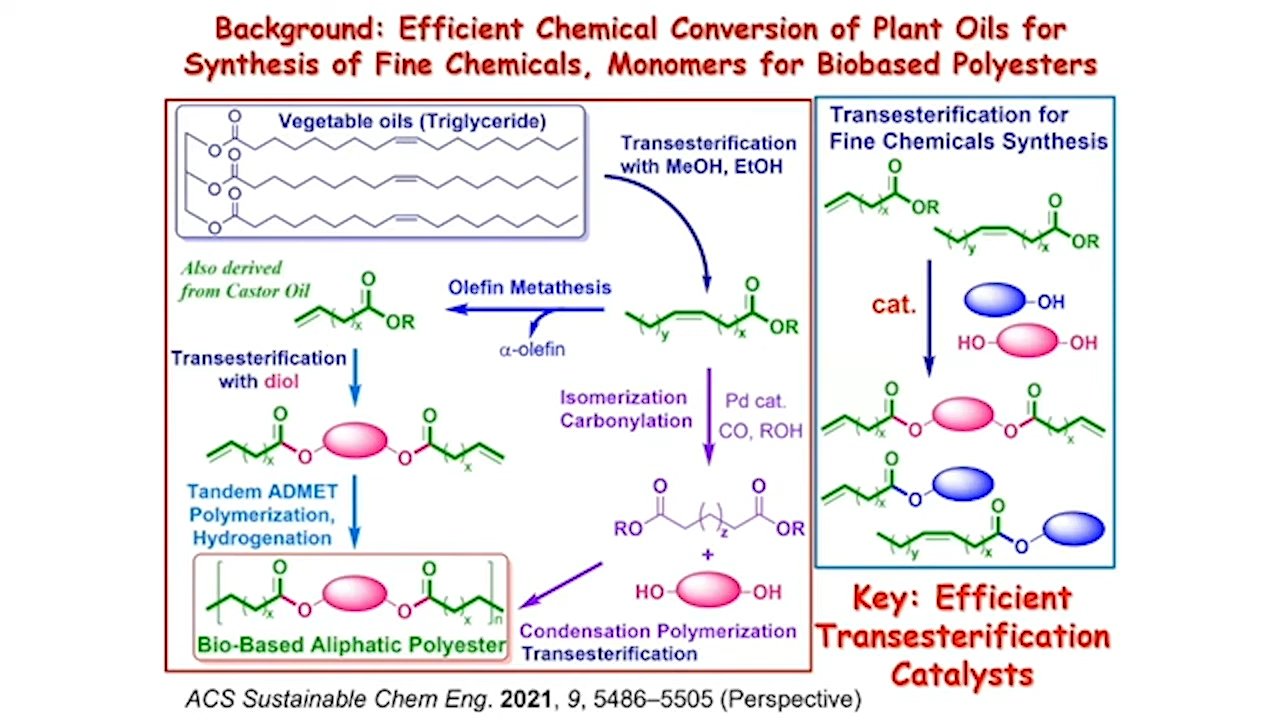 Background: Efficient Chemical Conversion of Plant Oils for
Synthesis of Fine Chemicals, Monomers for Biobased Polyesters
Vegetable oils (Triglyceride)
O
O
O
O
O
O
Transesterification
with MeOH, EtOH
Also derived
from Castor Oil
O
x
OR
Olefin Metathesis
α-olefin
O
y
x
OR
Transesterification
with diol
O
O
x
O
O
x
Isomerization
Carbonylation
Pd cat.
CO, ROH
Tandem ADMET
Polymerization,
Hydrogenation
O
O
RO
z
OR
+
HO
OH
O
O
x
O
O
x
n
Bio-Based Aliphatic Polyester
Condensation Polymerization
Transesterification
Transesterification for
Fine Chemicals Synthesis
O
x
OR
O
y
x
OR
cat.
OH
HO
OH
O
O
x
O
O
x
O
x
O
O
y
x
O
Key: Efficient
Transesterification
Catalysts
ACS Sustainable Chem Eng. 2021, 9, 5486–5505 (Perspective)